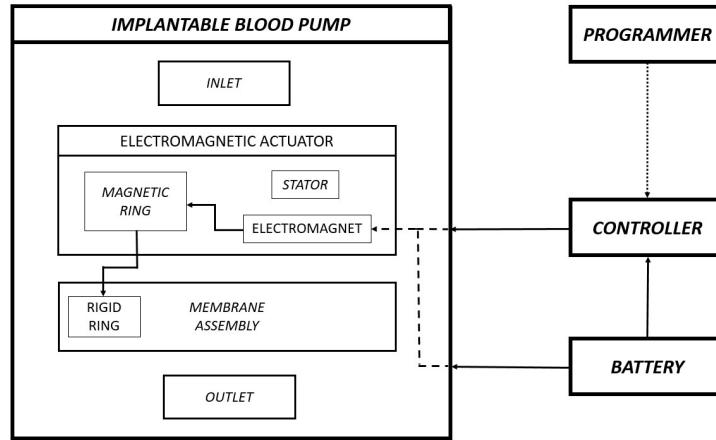 IMPLANTABLE BLOOD PUMP
PROGRAMMER
INLET
ELECTROMAGNETIC ACTUATOR
MAGNETIC
RING
STATOR
ELECTROMAGNET
CONTROLLER
RIGID
RING
MEMBRANE
ASSEMBLY
BATTERY
OUTLET